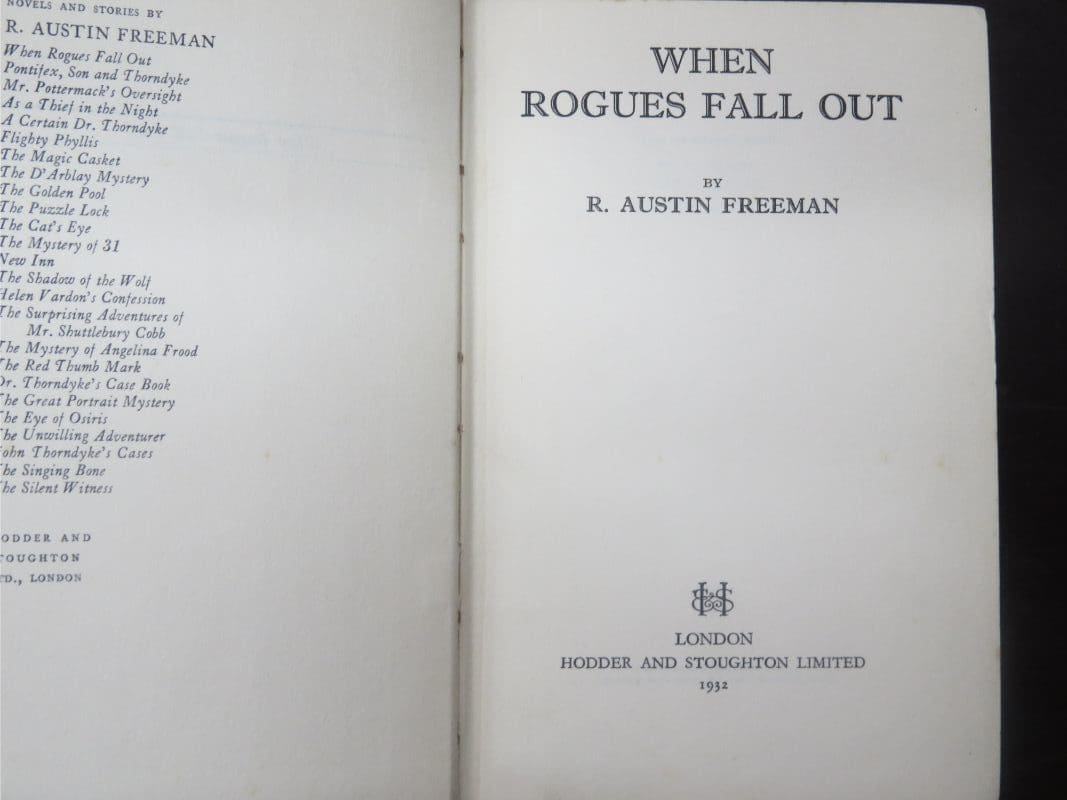 NOVELS AND STORIES BY
R. AUSTIN FREEMAN
When Rogues Fall Out
Pontifex, Son and Thorndyke
Mr. Pottermack's Oversight
As a Thief in the Night
A Certain Dr. Thorndyke
Flighty Phyllis
The Magic Casket
The D'Arblay Mystery
The Golden Pool
The Puzzle Lock
The Cat's Eye
The Mystery of 31
New Inn
The Shadow of the Wolf
Helen Vardon's Confession
The Surprising Adventures of
Mr. Shuttlebury Cobb
The Mystery of Angelina Frood
The Red Thumb Mark
Dr. Thorndyke's Case Book
The Great Portrait Mystery
The Eye of Osiris
The Unwilling Adventurer
John Thorndyke's Cases
The Singing Bone
The Silent Witness
ODDER AND
TOUGHTON
TD., LONDON
WHEN
ROGUES FALL OUT
BY
R. AUSTIN FREEMAN
H&S
LONDON
HODDER AND STOUGHTON LIMITED
1932